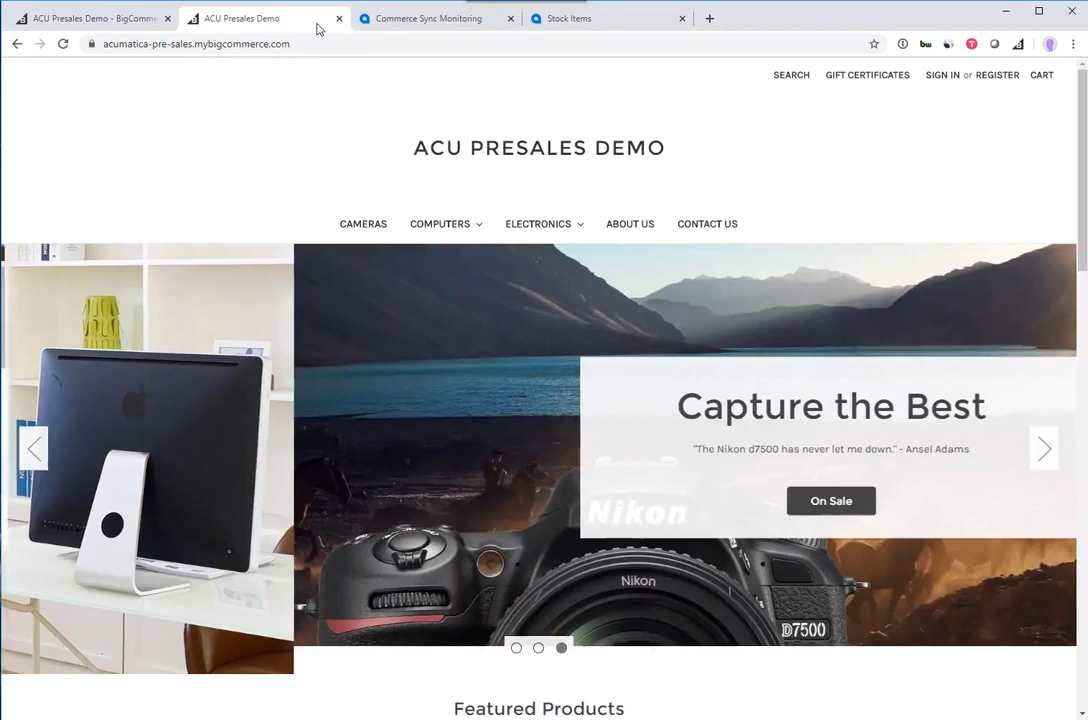 ACU Presales Demo - BigComme
ACU Presales Demo
Commerce Sync Monitoring
Stock Items
acumatica-pre-sales.mybigcommerce.com
SEARCH
GIFT CERTIFICATES
SIGN IN or REGISTER
CART
ACU PRESALES DEMO
CAMERAS
COMPUTERS
ELECTRONICS
ABOUT US
CONTACT US
Capture the Best
"The Nikon d7500 has never let me down." - Ansel Adams
On Sale
Nikon
Nikon
D7500
Featured Products